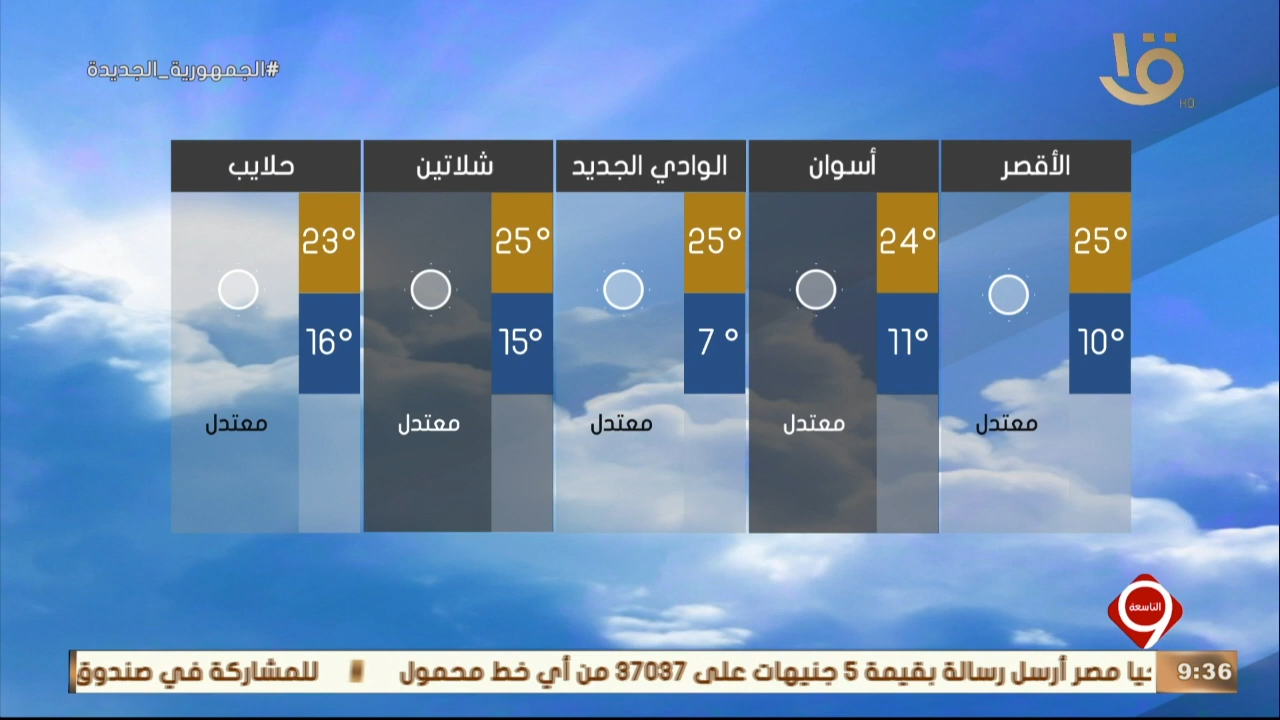 #الجمهورية_الجديدة
HD
الأقصر
25°
10°
معتدل
أسوان
24°
11°
معتدل
الوادي الجديد
25°
7°
معتدل
شلاتين
25°
15°
معتدل
حلايب
23°
16°
معتدل
التاسعة
9
9:36
مصر أرسل رسالة بقيمة 5 جنيهات على 37037 من أي خط محمول للمشاركة في صندوق